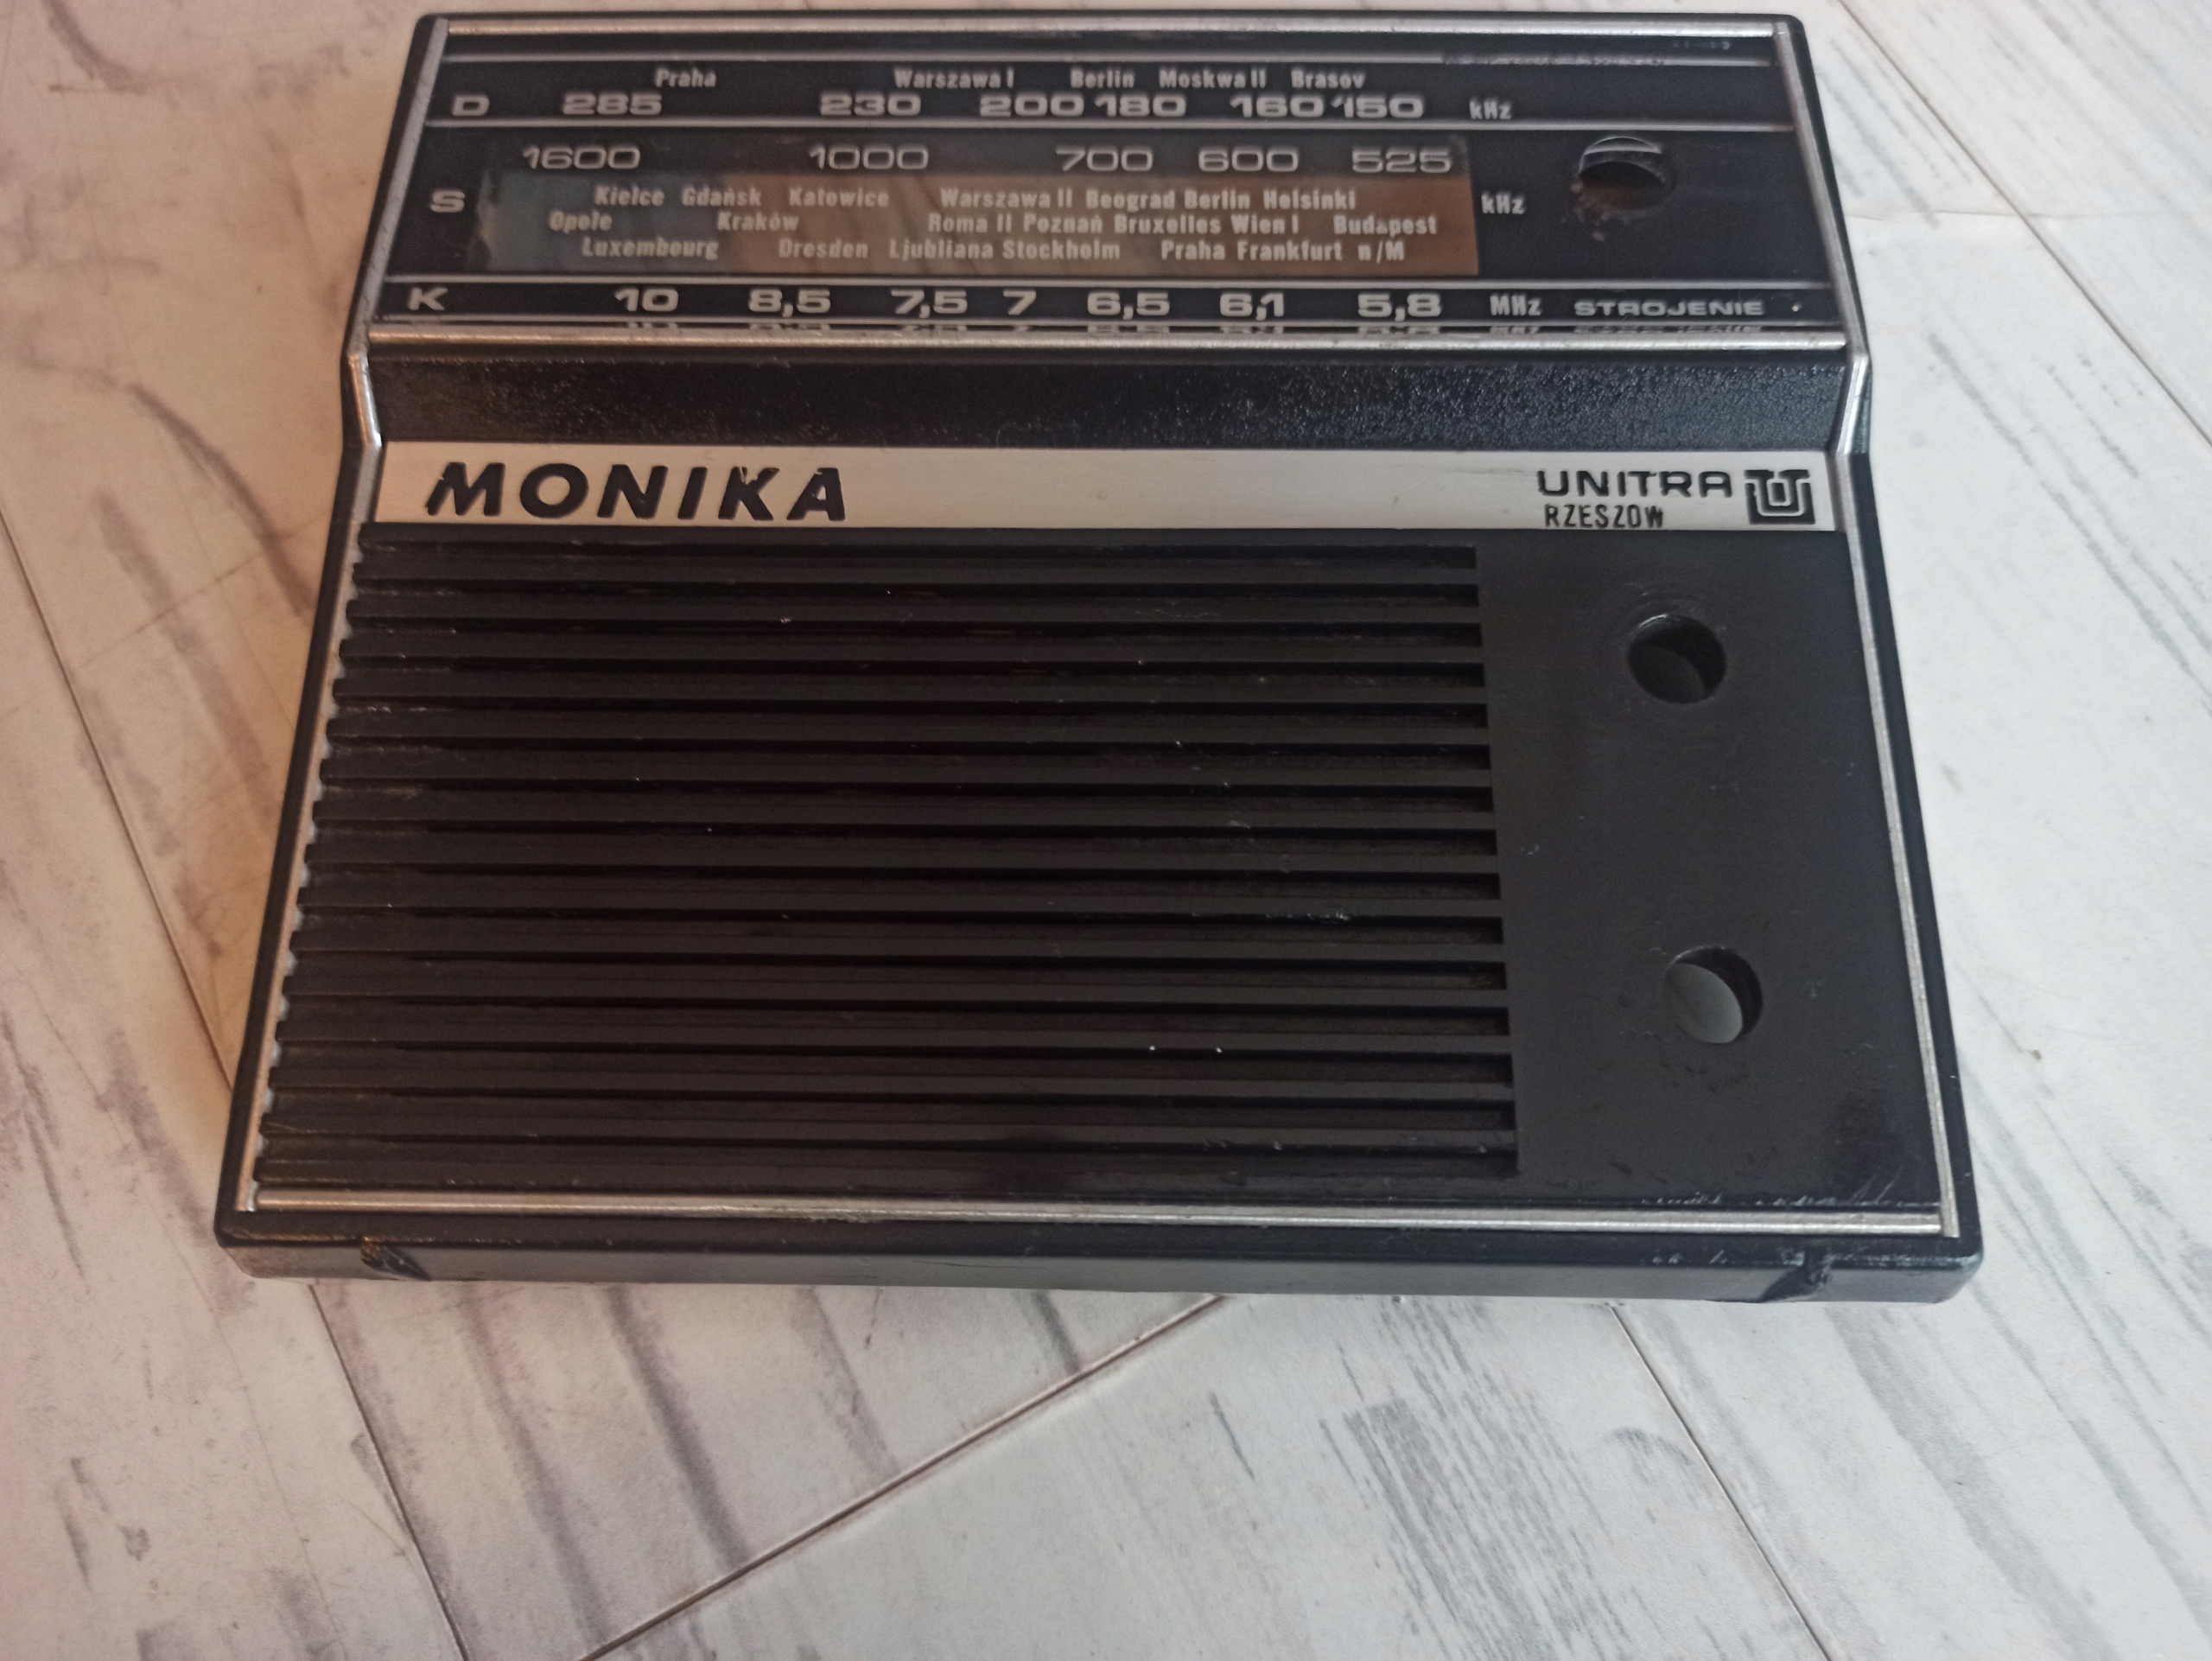 Praha Warszawa I Berlin Moskwa II Brasov
D 285 230 200 180 160 150 kHz
1600 1000 700 600 525
S Kielce Gdańsk Katowice Warszawa II Beograd Berlin Helsinki kHz
Opole Kraków Roma II Poznań Bruxelles Wien I Budapest
Luxembourg Dresden Ljubliana Stockholm Praha Frankfurt n/M
K 10 8,5 7,5 7 6,5 6,1 5,8 MHz STROJENIE
MONIKA UNITRA
RZESZOW